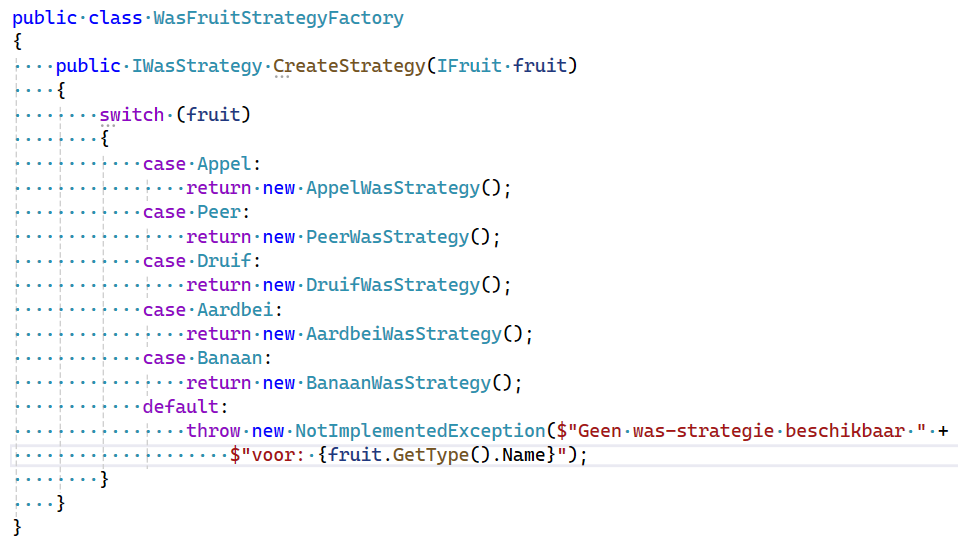 public class WasFruitStrategyFactory
{
    public IWasStrategy CreateStrategy(IFruit fruit)
    {
        switch (fruit)
        {
            case Appel:
                return new AppelWasStrategy();
            case Peer:
                return new PeerWasStrategy();
            case Druif:
                return new DruifWasStrategy();
            case Aardbei:
                return new AardbeiWasStrategy();
            case Banaan:
                return new BanaanWasStrategy();
            default:
                throw new NotImplementedException($"Geen was-strategie beschikbaar " +
                    $"voor: {fruit.GetType().Name}");
        }
    }
}